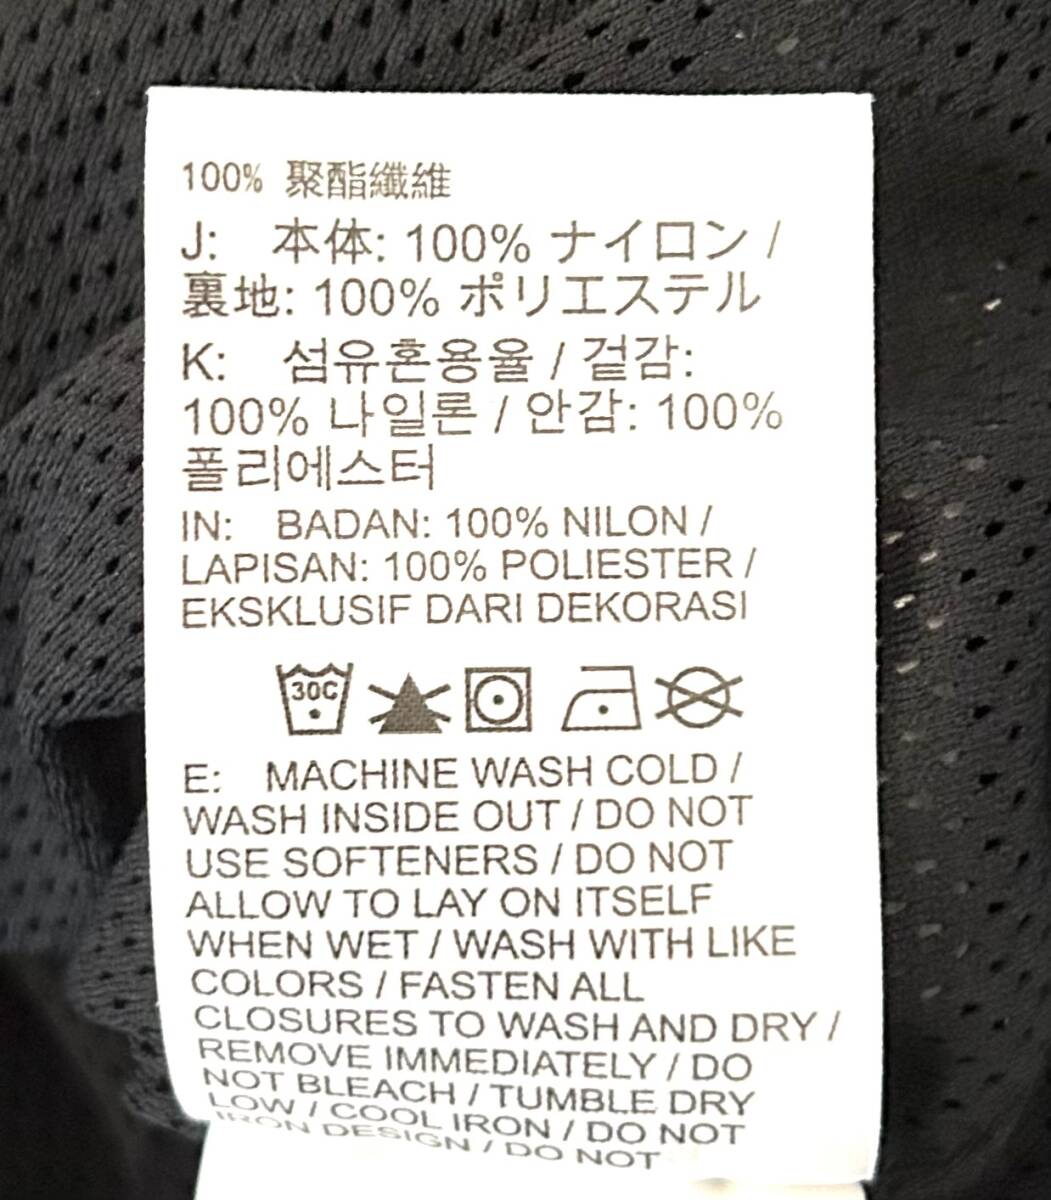 100% 聚酯纖維
J: 本体: 100% ナイロン /
裏地: 100% ポリエステル
K: 섬유혼용율 / 겉감:
100% 나일론 / 안감: 100%
폴리에스터
IN: BADAN: 100% NILON /
LAPISAN: 100% POLIESTER /
EKSKLUSIF DARI DEKORASI
30C
E: MACHINE WASH COLD /
WASH INSIDE OUT / DO NOT
USE SOFTENERS / DO NOT
ALLOW TO LAY ON ITSELF
WHEN WET / WASH WITH LIKE
COLORS / FASTEN ALL
CLOSURES TO WASH AND DRY /
REMOVE IMMEDIATELY / DO
NOT BLEACH / TUMBLE DRY
LOW / COOL IRON / DO NOT
IRON DESIGN / DO NOT